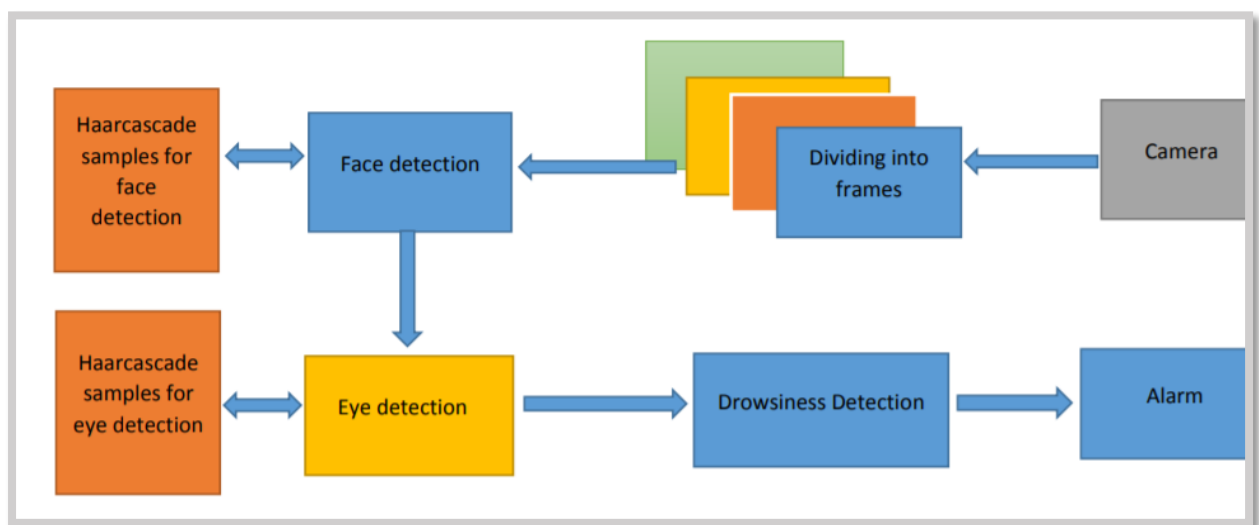 Haarcascade
samples for
face
detection
Face detection
Dividing into
frames
Camera
Haarcascade
samples for
eye detection
Eye detection
Drowsiness Detection
Alarm